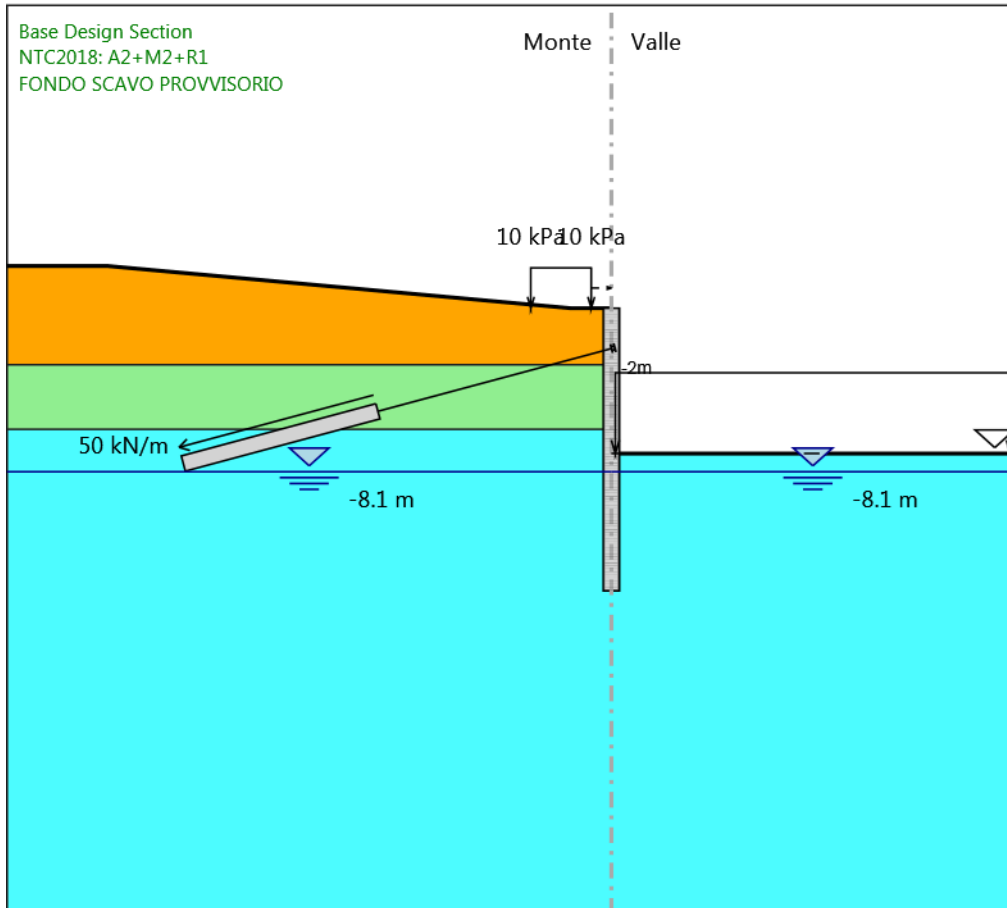 Base Design Section
NTC2018: A2+M2+R1
FONDO SCAVO PROVVISORIO
Monte
Valle
10 kPa
10 kPa
-2m
50 kN/m
-8.1 m
-8.1 m